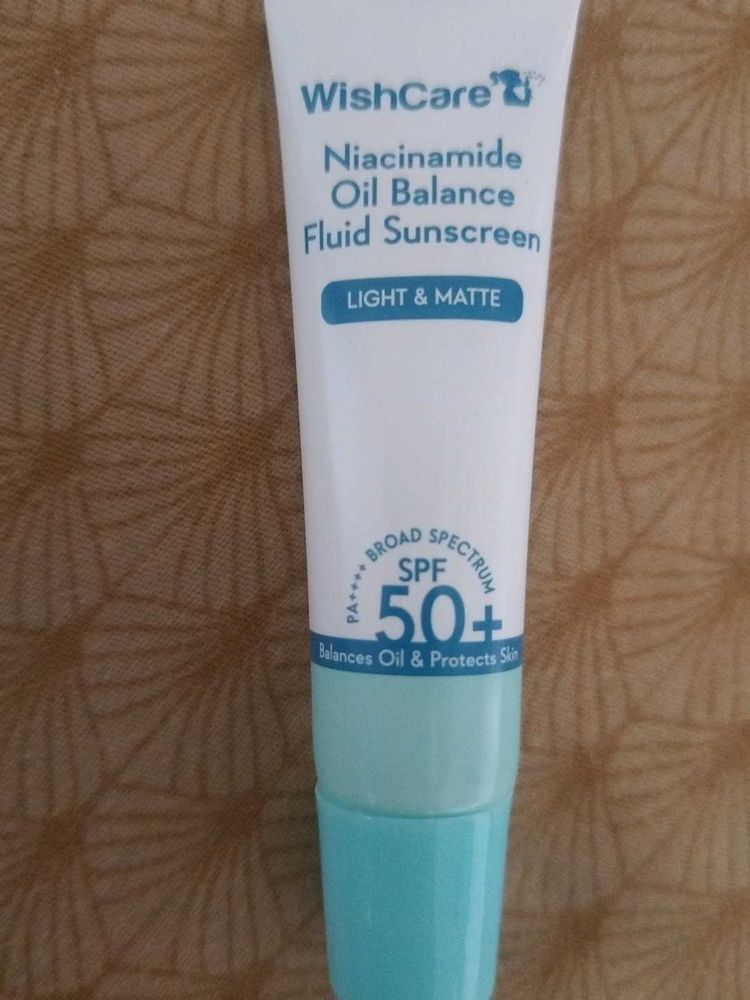 WishCare
Niacinamide
Oil Balance
Fluid Sunscreen
LIGHT & MATTE
PA++++ BROAD SPECTRUM
SPF
50+
Balances Oil & Protects Skin